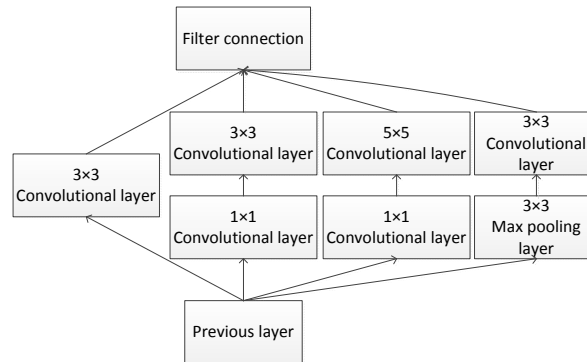 Filter connection
3×3
Convolutional layer
3×3
Convolutional layer
5×5
Convolutional layer
3×3
Convolutional
layer
1×1
Convolutional layer
1×1
Convolutional layer
3×3
Max pooling
layer
Previous layer